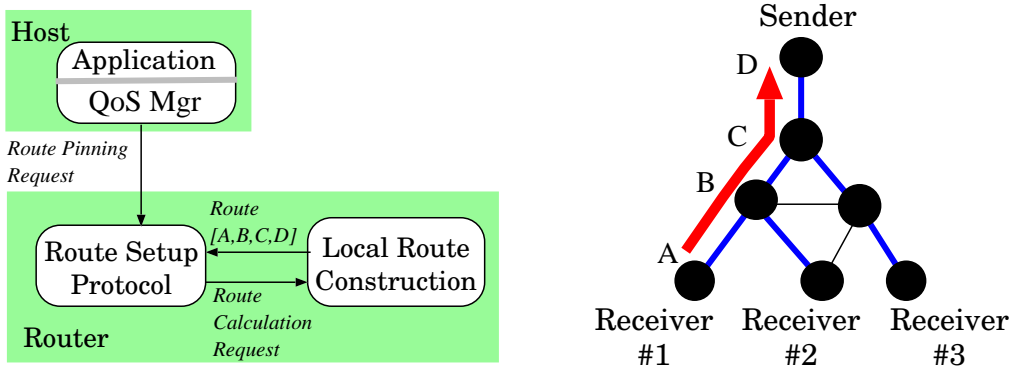 Host
Application
QoS Mgr
Route Pinning
Request
Route
[A,B,C,D]
Route Setup
Protocol
Local Route
Construction
Route
Calculation
Request
Router
Sender
D
C
B
A
Receiver
#1
Receiver
#2
Receiver
#3